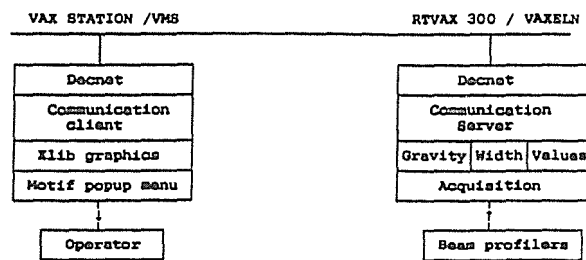 VAX STATION /VMS
RTVAX 300 / VAXELN
Decnet
Communication
client
Xlib graphics
Motif popup menu
Operator
Decnet
Communication
Server
Gravity Width Values
Acquisition
Beam profilers